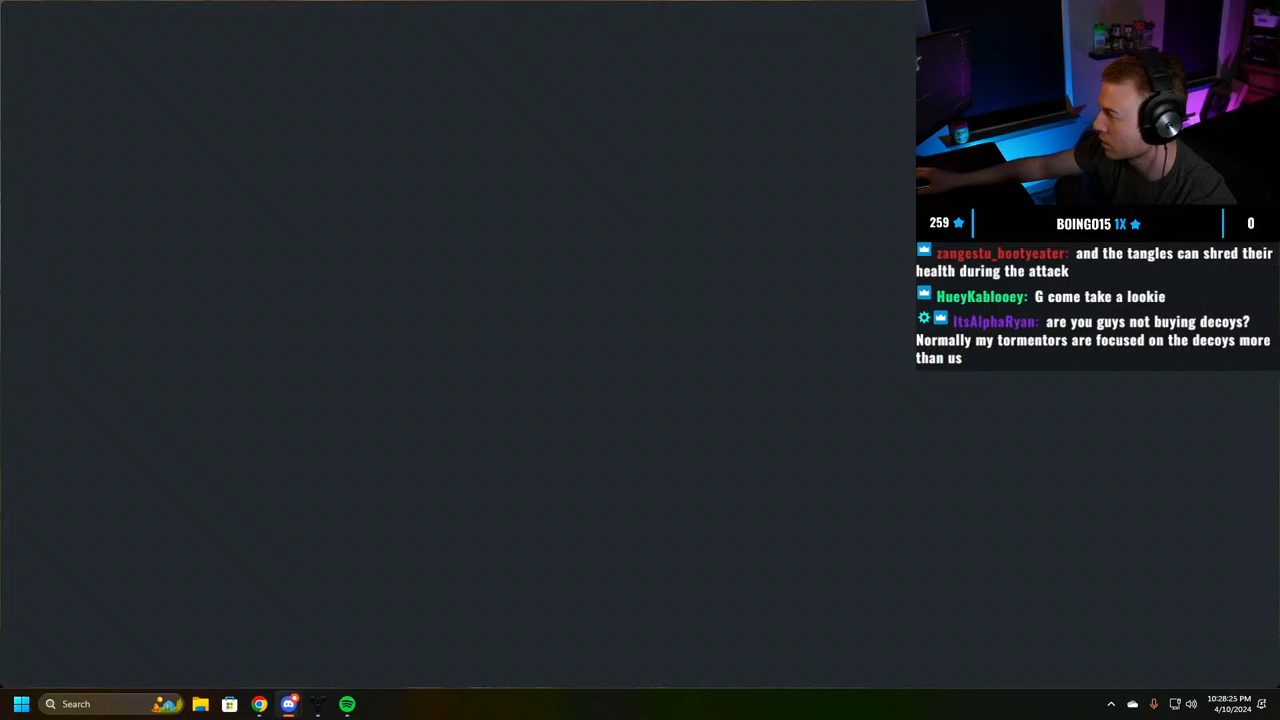 259
BOINGO15 1X
0
zangestu_bootyeater: and the tangles can shred their
health during the attack
HueyKablooey: G come take a lookie
ItsAlphaRyan: are you guys not buying decoys?
Normally my tormentors are focused on the decoys more
than us
Search
10:28:25 PM
4/10/2024